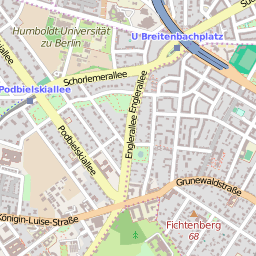 Humboldt-Universität
zu Berlin
U Breitenbachplatz
Schorlemerallee
Podbielskiallee
Englerallee Englerallee
Podbielskiallee
Grunewaldstraße
Königin-Luise-Straße
Fichtenberg
68